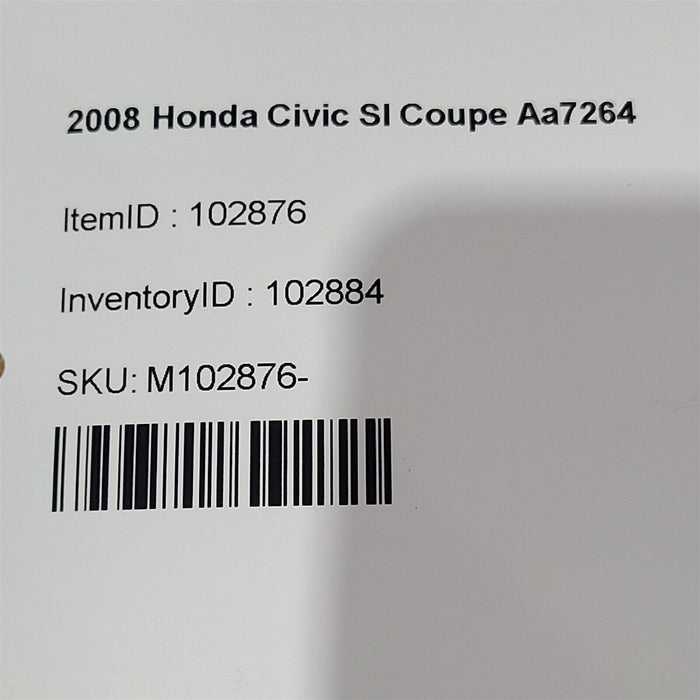 2008 Honda Civic SI Coupe Aa7264
ItemID : 102876
InventoryID : 102884
SKU: M102876-